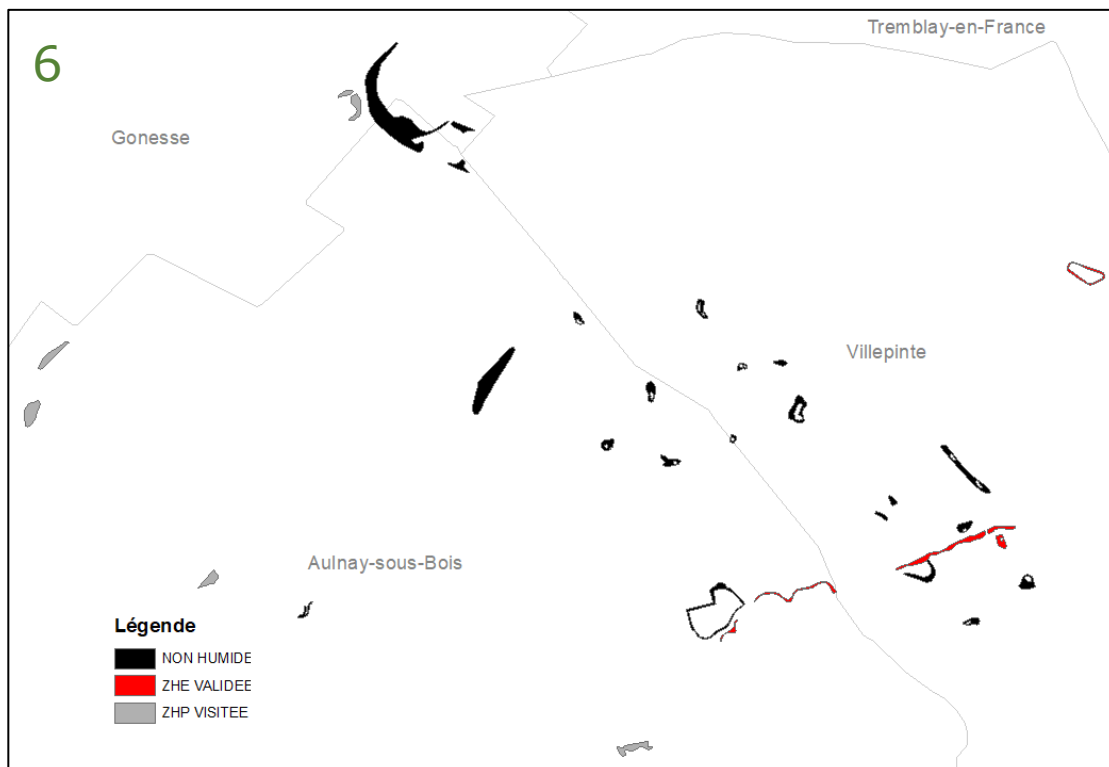 6
Tremblay-en-France
Gonesse
Villepinte
Aulnay-sous-Bois
Légende
NON HUMIDE
ZHE VALIDEE
ZHP VISITEE